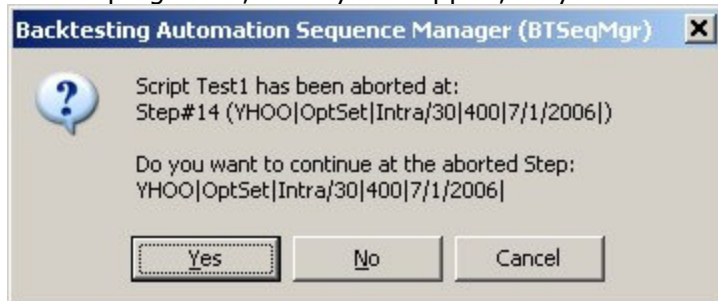 Backtesting Automation Sequence Manager (BTSeqMgr)
Script Test1 has been aborted at:
Step#14 (YHOO|OptSet|Intra/30|400|7/1/2006|)
Do you want to continue at the aborted Step:
YHOO|OptSet|Intra/30|400|7/1/2006|
Yes
No
Cancel